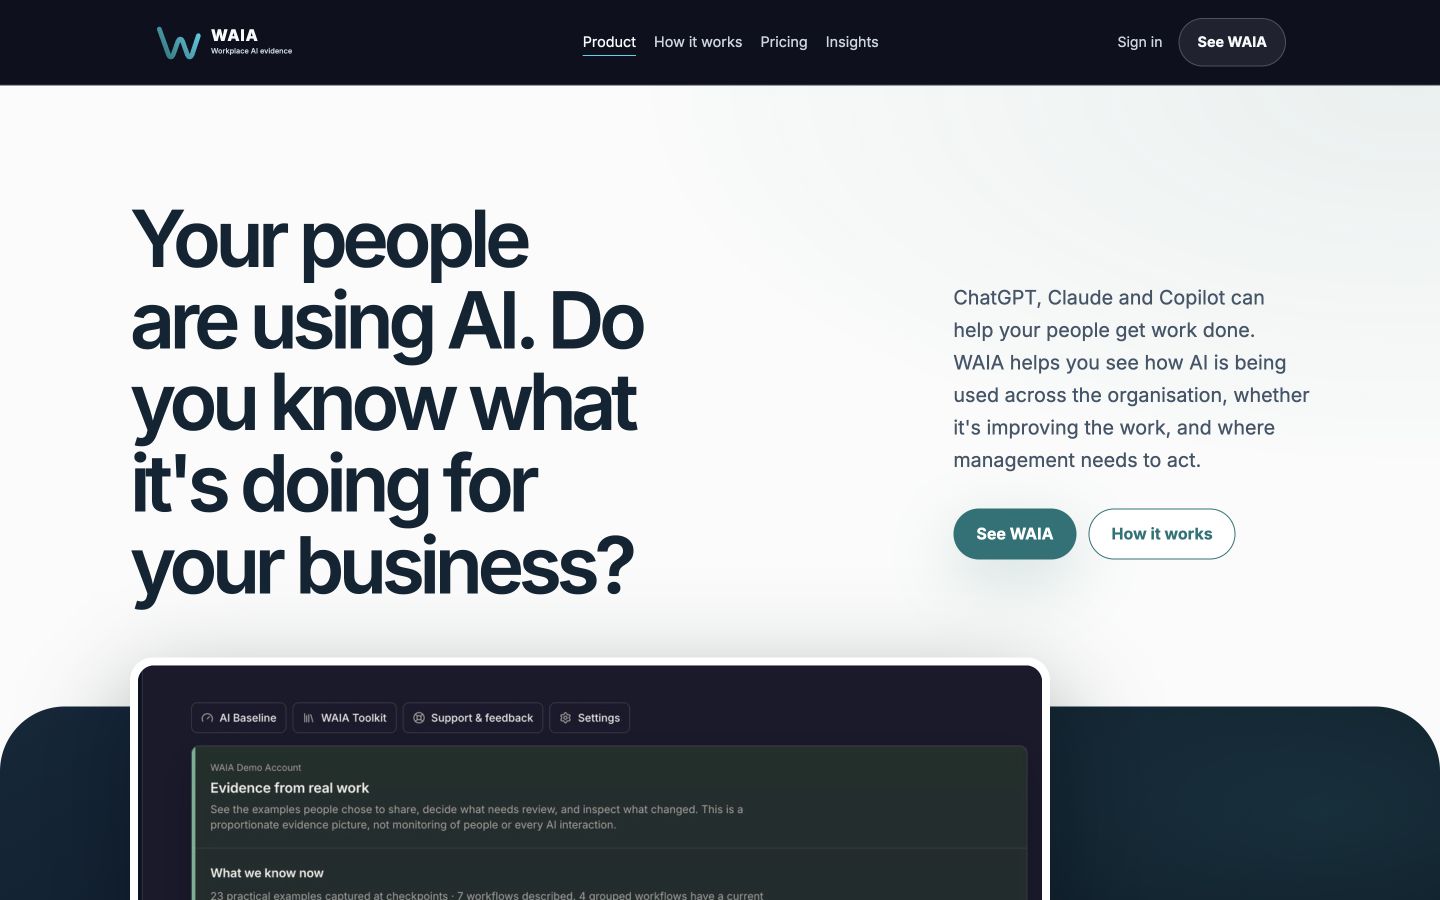 WAIA
Workplace AI evidence
Product
How it works
Pricing
Insights
Sign in
See WAIA
Your people
are using AI. Do
you know what
it's doing for
your business?
ChatGPT, Claude and Copilot can
help your people get work done.
WAIA helps you see how AI is being
used across the organisation, whether
it's improving the work, and where
management needs to act.
See WAIA
How it works
AI Baseline
WAIA Toolkit
Support & feedback
Settings
WAIA Demo Account
Evidence from real work
See the examples people chose to share, decide what needs review, and inspect what changed. This is a
proportionate evidence picture, not monitoring of people or every AI interaction.
What we know now
23 practical examples captured at checkpoints · 7 workflows described. 4 grouped workflows have a current